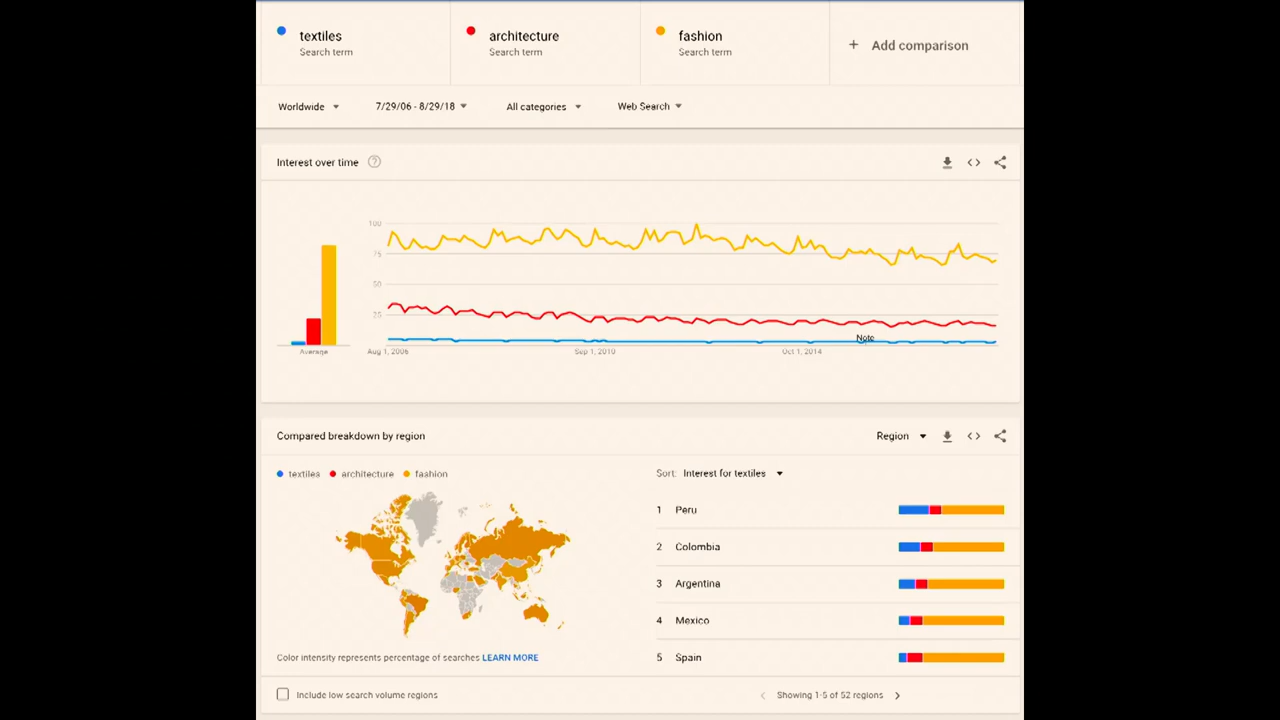 textiles
Search term
architecture
Search term
fashion
Search term
+ Add comparison
Worldwide
7/29/06 - 8/29/18
All categories
Web Search
Interest over time ?
100
75
50
25
Average
Aug 1, 2006
Sep 1, 2010
Oct 1, 2014
Note
Compared breakdown by region
Region
textiles architecture fashion
Sort: Interest for textiles
1 Peru
2 Colombia
3 Argentina
4 Mexico
5 Spain
Color intensity represents percentage of searches LEARN MORE
Include low search volume regions
Showing 1-5 of 52 regions